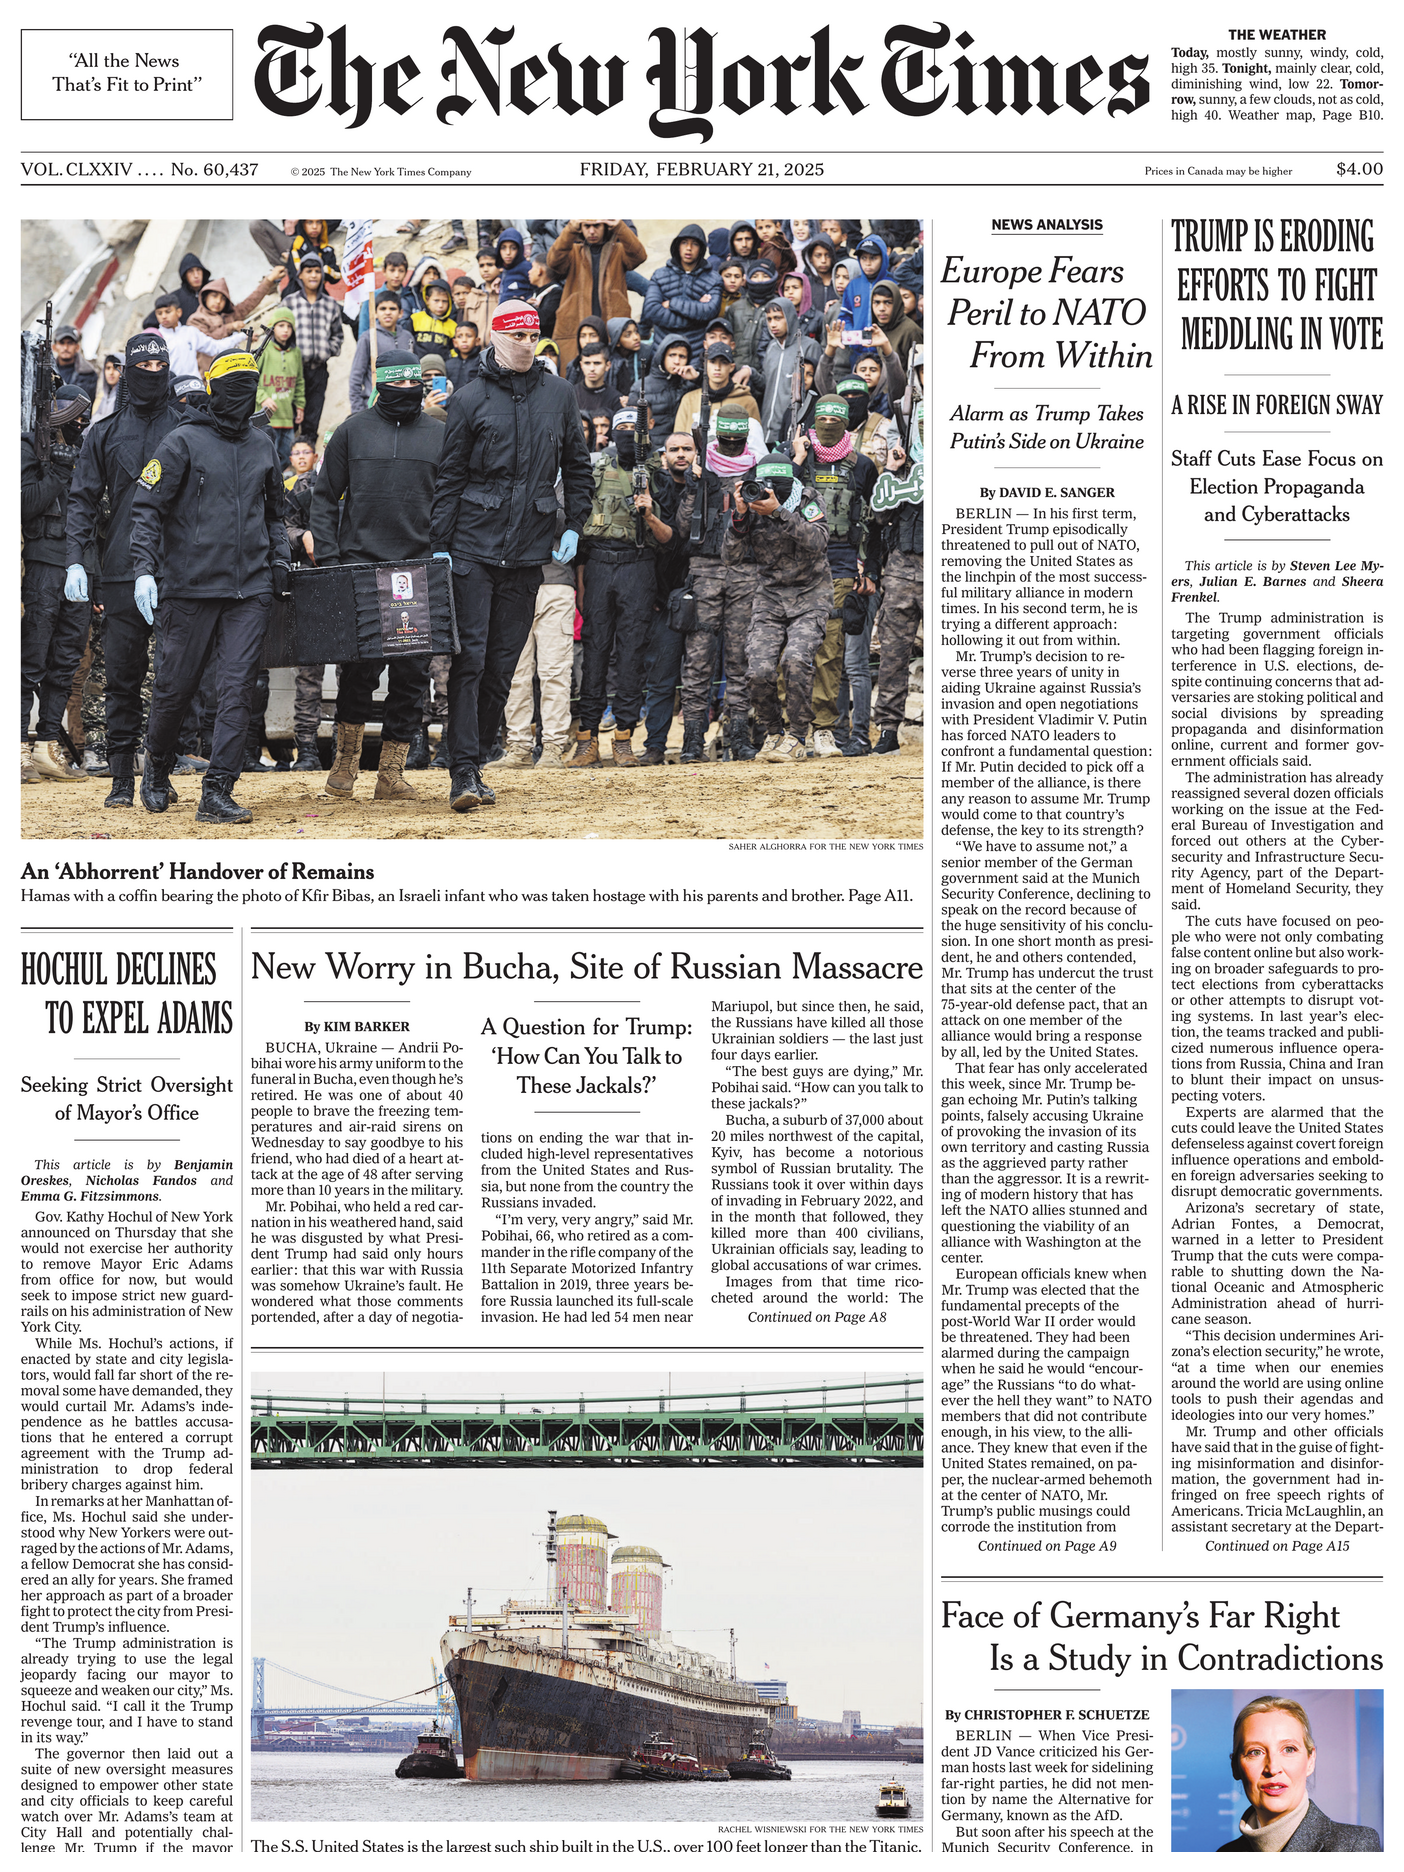 “All the News
That’s Fit to Print”
The New York Times
THE WEATHER
Today, mostly sunny, windy, cold,
high 35. Tonight, mainly clear, cold,
diminishing wind, low 22. Tomor-
row, sunny, a few clouds, not as cold,
high 40. Weather map, Page B10.
VOL. CLXXIV .... No. 60,437
© 2025 The New York Times Company
FRIDAY, FEBRUARY 21, 2025
Prices in Canada may be higher
$4.00
LAST
SAHER ALGHORRA FOR THE NEW YORK TIMES
An ‘Abhorrent’ Handover of Remains
Hamas with a coffin bearing the photo of Kfir Bibas, an Israeli infant who was taken hostage with his parents and brother. Page A11.
HOCHUL DECLINES
TO EXPEL ADAMS
Seeking Strict Oversight
of Mayor’s Office
This article is by Benjamin
Oreskes, Nicholas Fandos and
Emma G. Fitzsimmons.
Gov. Kathy Hochul of New York
announced on Thursday that she
would not exercise her authority
to remove Mayor Eric Adams
from office for now, but would
seek to impose strict new guard-
rails on his administration of New
York City.
While Ms. Hochul’s actions, if
enacted by state and city legisla-
tors, would fall far short of the re-
moval some have demanded, they
would curtail Mr. Adams’s inde-
pendence as he battles accusa-
tions that he entered a corrupt
agreement with the Trump ad-
ministration to drop federal
bribery charges against him.
In remarks at her Manhattan of-
fice, Ms. Hochul said she under-
stood why New Yorkers were out-
raged by the actions of Mr. Adams,
a fellow Democrat she has consid-
ered an ally for years. She framed
her approach as part of a broader
fight to protect the city from Presi-
dent Trump’s influence.
“The Trump administration is
already trying to use the legal
jeopardy facing our mayor to
squeeze and weaken our city,” Ms.
Hochul said. “I call it the Trump
revenge tour, and I have to stand
in its way.”
The governor then laid out a
suite of new oversight measures
designed to empower other state
and city officials to keep careful
watch over Mr. Adams’s team at
City Hall and potentially chal-
lenge Mr. Trump if the mayor
New Worry in Bucha, Site of Russian Massacre
By KIM BARKER
BUCHA, Ukraine — Andrii Po-
bihai wore his army uniform to the
funeral in Bucha, even though he’s
retired. He was one of about 40
people to brave the freezing tem-
peratures and air-raid sirens on
Wednesday to say goodbye to his
friend, who had died of a heart at-
tack at the age of 48 after serving
more than 10 years in the military.
Mr. Pobihai, who held a red car-
nation in his weathered hand, said
he was disgusted by what Presi-
dent Trump had said only hours
earlier: that this war with Russia
was somehow Ukraine’s fault. He
wondered what those comments
portended, after a day of negotia-
A Question for Trump:
‘How Can You Talk to
These Jackals?’
tions on ending the war that in-
cluded high-level representatives
from the United States and Rus-
sia, but none from the country the
Russians invaded.
“I’m very, very angry,” said Mr.
Pobihai, 66, who retired as a com-
mander in the rifle company of the
11th Separate Motorized Infantry
Battalion in 2019, three years be-
fore Russia launched its full-scale
invasion. He had led 54 men near
Mariupol, but since then, he said,
the Russians have killed all those
Ukrainian soldiers — the last just
four days earlier.
“The best guys are dying,” Mr.
Pobihai said. “How can you talk to
these jackals?”
Bucha, a suburb of 37,000 about
20 miles northwest of the capital,
Kyiv, has become a notorious
symbol of Russian brutality. The
Russians took it over within days
of invading in February 2022, and
in the month that followed, they
killed more than 400 civilians,
Ukrainian officials say, leading to
global accusations of war crimes.
Images from that time rico-
cheted around the world: The
Continued on Page A8
RACHEL WISNIEWSKI FOR THE NEW YORK TIMES
The S.S. United States is the largest such ship built in the U.S., over 100 feet longer than the Titanic.
NEWS ANALYSIS
Europe Fears
Peril to NATO
From Within
Alarm as Trump Takes
Putin’s Side on Ukraine
By DAVID E. SANGER
BERLIN — In his first term,
President Trump episodically
threatened to pull out of NATO,
removing the United States as
the linchpin of the most success-
ful military alliance in modern
times. In his second term, he is
trying a different approach:
hollowing it out from within.
Mr. Trump’s decision to re-
verse three years of unity in
aiding Ukraine against Russia’s
invasion and open negotiations
with President Vladimir V. Putin
has forced NATO leaders to
confront a fundamental question:
If Mr. Putin decided to pick off a
member of the alliance, is there
any reason to assume Mr. Trump
would come to that country’s
defense, the key to its strength?
“We have to assume not,” a
senior member of the German
government said at the Munich
Security Conference, declining to
speak on the record because of
the huge sensitivity of his conclu-
sion. In one short month as presi-
dent, he and others contended,
Mr. Trump has undercut the trust
that sits at the center of the
75-year-old defense pact, that an
attack on one member of the
alliance would bring a response
by all, led by the United States.
That fear has only accelerated
this week, since Mr. Trump be-
gan echoing Mr. Putin’s talking
points, falsely accusing Ukraine
of provoking the invasion of its
own territory and casting Russia
as the aggrieved party rather
than the aggressor. It is a rewrit-
ing of modern history that has
left the NATO allies stunned and
questioning the viability of an
alliance with Washington at the
center.
European officials knew when
Mr. Trump was elected that the
fundamental precepts of the
post-World War II order would
be threatened. They had been
alarmed during the campaign
when he said he would “encour-
age” the Russians “to do what-
ever the hell they want” to NATO
members that did not contribute
enough, in his view, to the alli-
ance. They knew that even if the
United States remained, on pa-
per, the nuclear-armed behemoth
at the center of NATO, Mr.
Trump’s public musings could
corrode the institution from
Continued on Page A9
TRUMP IS ERODING
EFFORTS TO FIGHT
MEDDLING IN VOTE
A RISE IN FOREIGN SWAY
Staff Cuts Ease Focus on
Election Propaganda
and Cyberattacks
This article is by Steven Lee My-
ers, Julian E. Barnes and Sheera
Frenkel.
The Trump administration is
targeting government officials
who had been flagging foreign in-
terference in U.S. elections, de-
spite continuing concerns that ad-
versaries are stoking political and
social divisions by spreading
propaganda and disinformation
online, current and former gov-
ernment officials said.
The administration has already
reassigned several dozen officials
working on the issue at the Fed-
eral Bureau of Investigation and
forced out others at the Cyber-
security and Infrastructure Secu-
rity Agency, part of the Depart-
ment of Homeland Security, they
said.
The cuts have focused on peo-
ple who were not only combating
false content online but also work-
ing on broader safeguards to pro-
tect elections from cyberattacks
or other attempts to disrupt vot-
ing systems. In last year’s elec-
tion, the teams tracked and publi-
cized numerous influence opera-
tions from Russia, China and Iran
to blunt their impact on unsus-
pecting voters.
Experts are alarmed that the
cuts could leave the United States
defenseless against covert foreign
influence operations and embold-
en foreign adversaries seeking to
disrupt democratic governments.
Arizona’s secretary of state,
Adrian Fontes, a Democrat,
warned in a letter to President
Trump that the cuts were compa-
rable to shutting down the Na-
tional Oceanic and Atmospheric
Administration ahead of hurri-
cane season.
“This decision undermines Ari-
zona’s election security,” he wrote,
“at a time when our enemies
around the world are using online
tools to push their agendas and
ideologies into our very homes.”
Mr. Trump and other officials
have said that in the guise of fight-
ing misinformation and disinfor-
mation, the government had in-
fringed on free speech rights of
Americans. Tricia McLaughlin, an
assistant secretary at the Depart-
Continued on Page A15
Face of Germany’s Far Right
Is a Study in Contradictions
By CHRISTOPHER F. SCHUETZE
BERLIN — When Vice Presi-
dent JD Vance criticized his Ger-
man hosts last week for sidelining
far-right parties, he did not men-
tion by name the Alternative for
Germany, known as the AfD.
But soon after his speech at the
Munich Security Conference, in